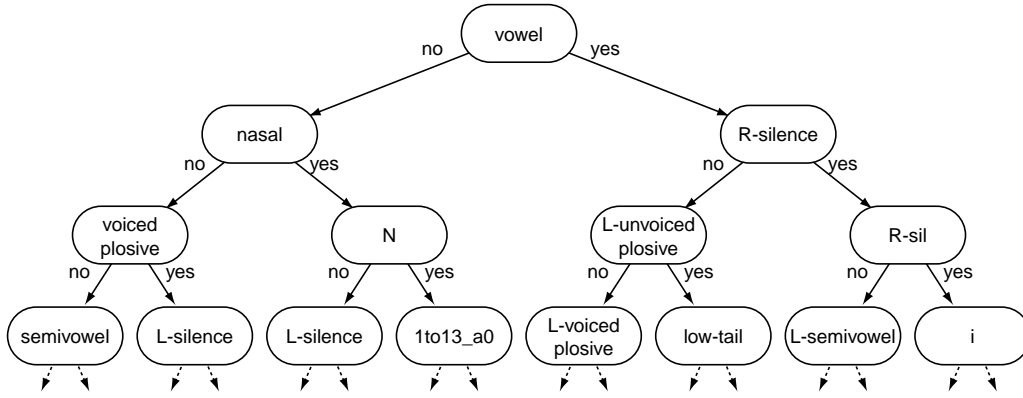 vowel
no
yes
nasal
R-silence
no
yes
no
yes
voiced
plosive
N
L-unvoiced
plosive
R-sil
no
yes
no
yes
no
yes
no
yes
semivowel
L-silence
L-silence
1to13_a0
L-voiced
plosive
low-tail
L-semivowel
i